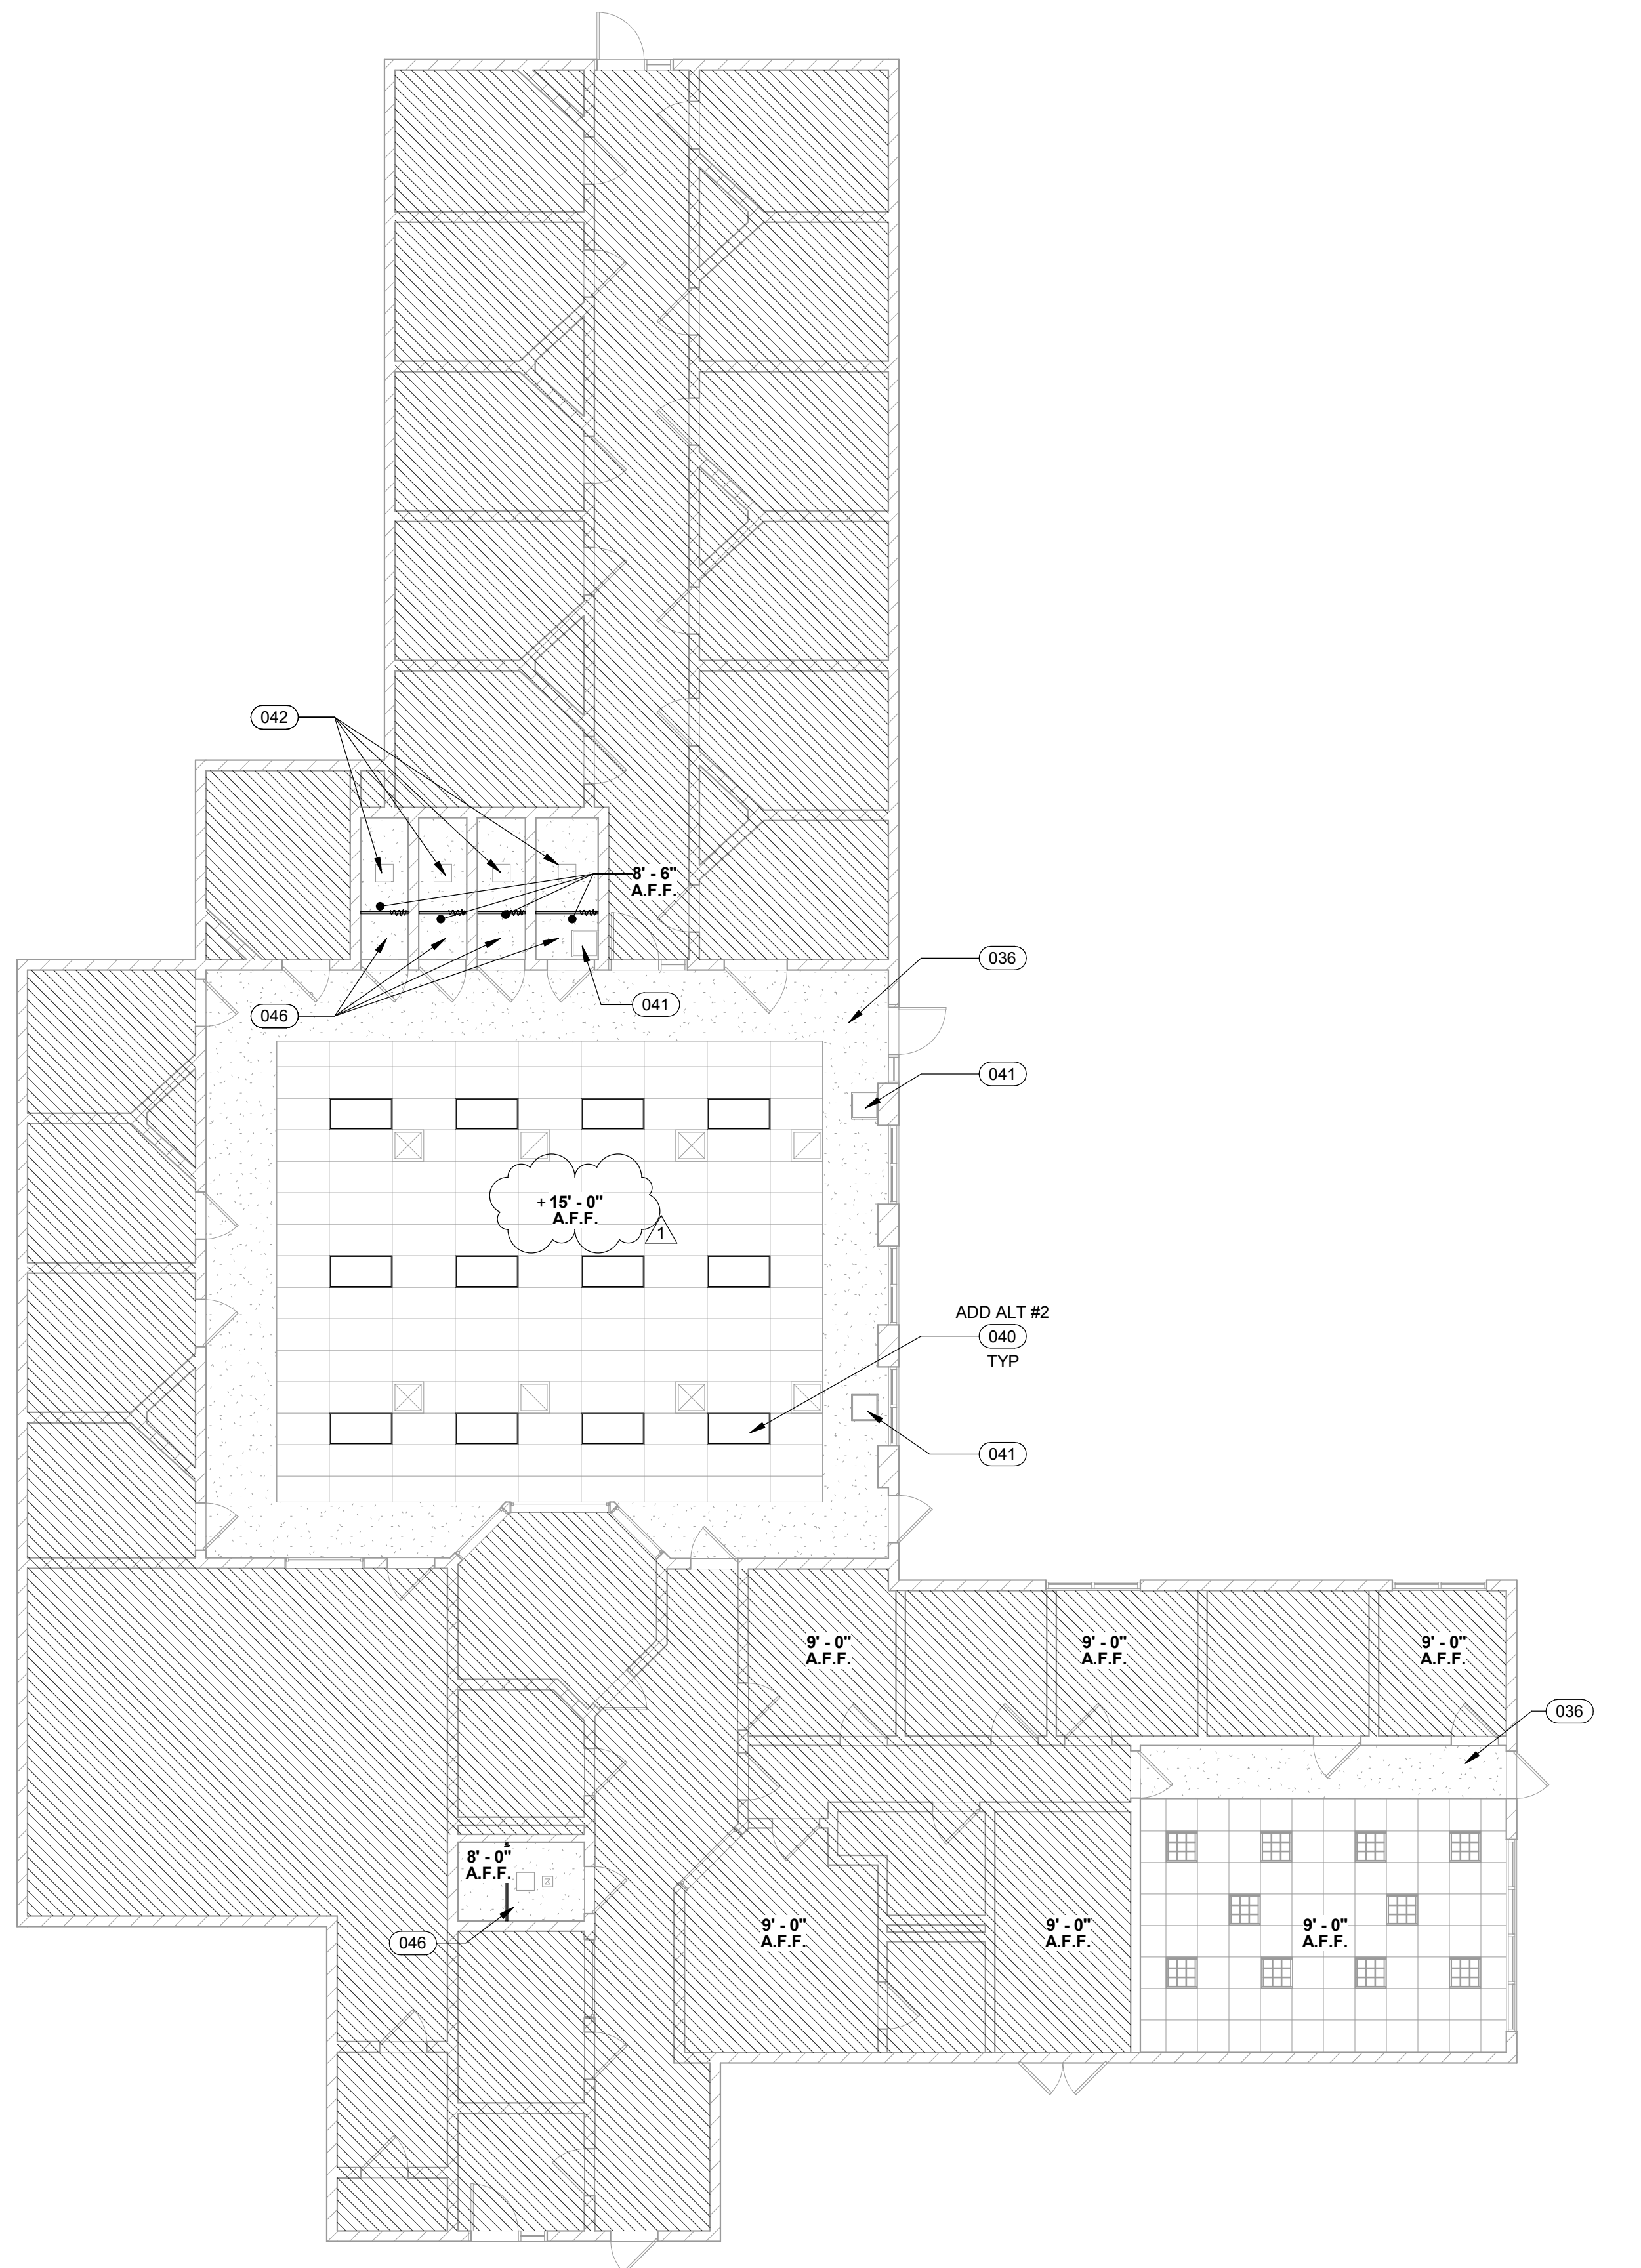 042
8' - 6"
A.F.F.
036
046
041
041
+ 15' - 0"
A.F.F.
1
ADD ALT #2
040
TYP
041
9' - 0"
A.F.F.
9' - 0"
A.F.F.
9' - 0"
A.F.F.
036
8' - 0"
A.F.F.
046
9' - 0"
A.F.F.
9' - 0"
A.F.F.
9' - 0"
A.F.F.